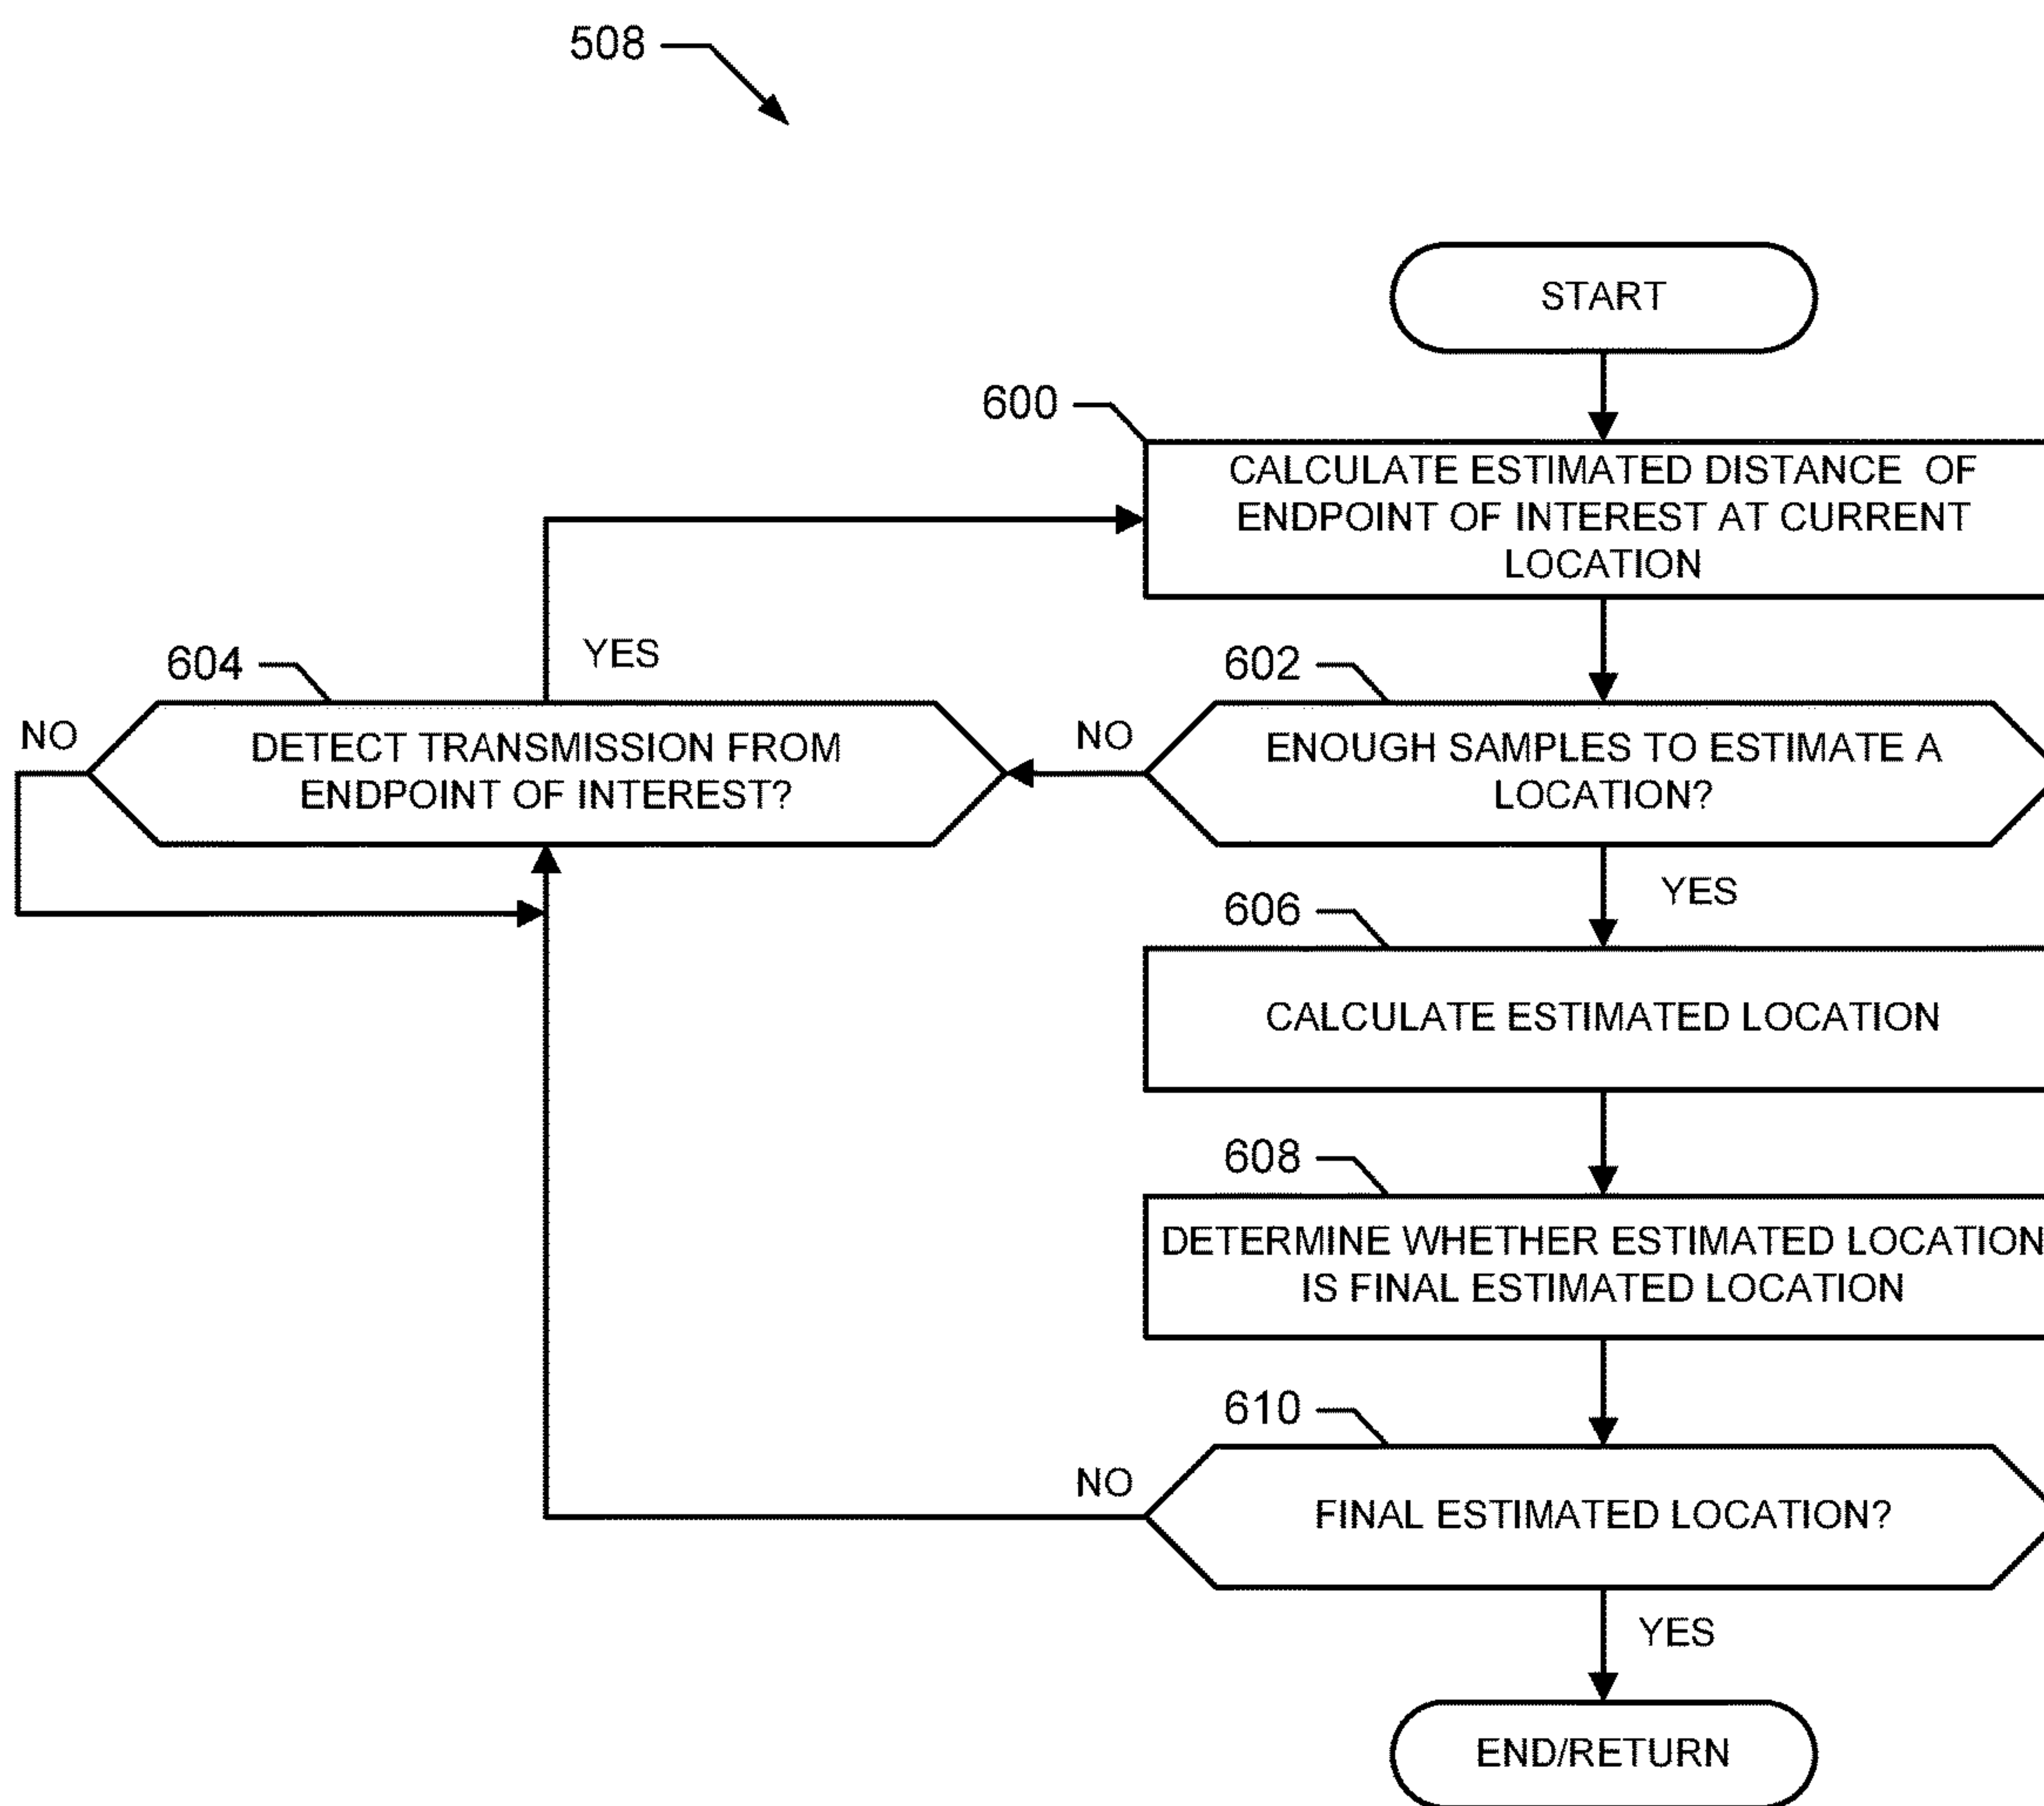 508
START
600
CALCULATE ESTIMATED DISTANCE OF
ENDPOINT OF INTEREST AT CURRENT
LOCATION
YES
604
602
NO
DETECT TRANSMISSION FROM
ENDPOINT OF INTEREST?
NO
ENOUGH SAMPLES TO ESTIMATE A
LOCATION?
YES
606
CALCULATE ESTIMATED LOCATION
608
DETERMINE WHETHER ESTIMATED LOCATION
IS FINAL ESTIMATED LOCATION
610
NO
FINAL ESTIMATED LOCATION?
YES
END/RETURN